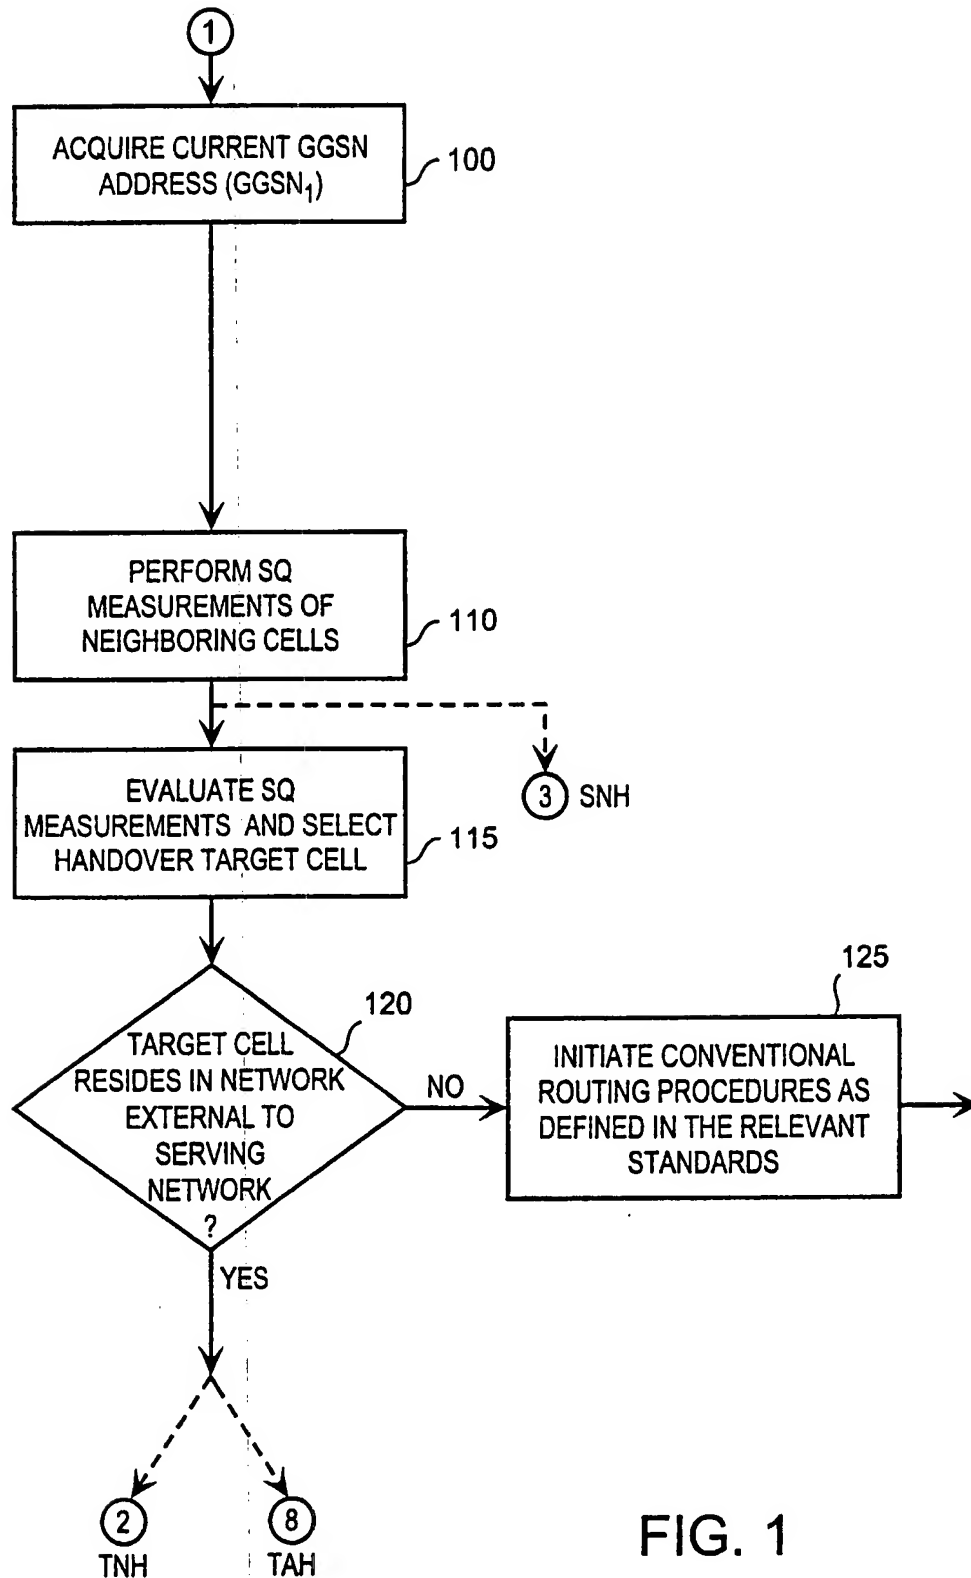 1
ACQUIRE CURRENT GGSN
ADDRESS (GGSN1)
100
PERFORM SQ
MEASUREMENTS OF
NEIGHBORING CELLS
110
EVALUATE SQ
MEASUREMENTS AND SELECT
HANDOVER TARGET CELL
115
3 SNH
120
TARGET CELL
RESIDES IN NETWORK
EXTERNAL TO
SERVING
NETWORK
?
NO
125
INITIATE CONVENTIONAL
ROUTING PROCEDURES AS
DEFINED IN THE RELEVANT
STANDARDS
YES
2
TNH
8
TAH
FIG. 1